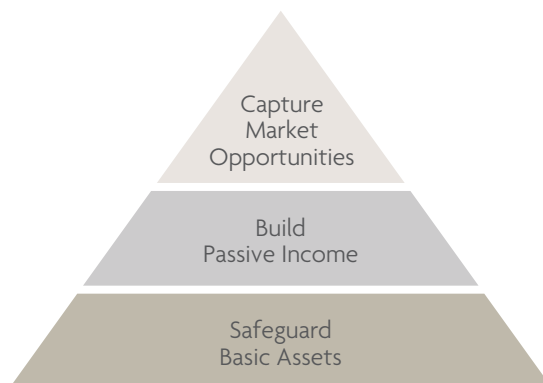 Capture
Market
Opportunities
Build
Passive Income
Safeguard
Basic Assets